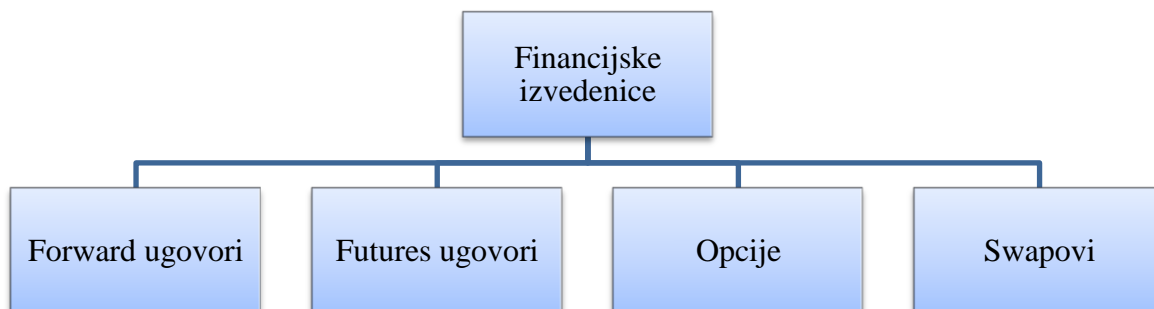 Financijske
izvedenice
Forward ugovori
Futures ugovori
Opcije
Swapovi